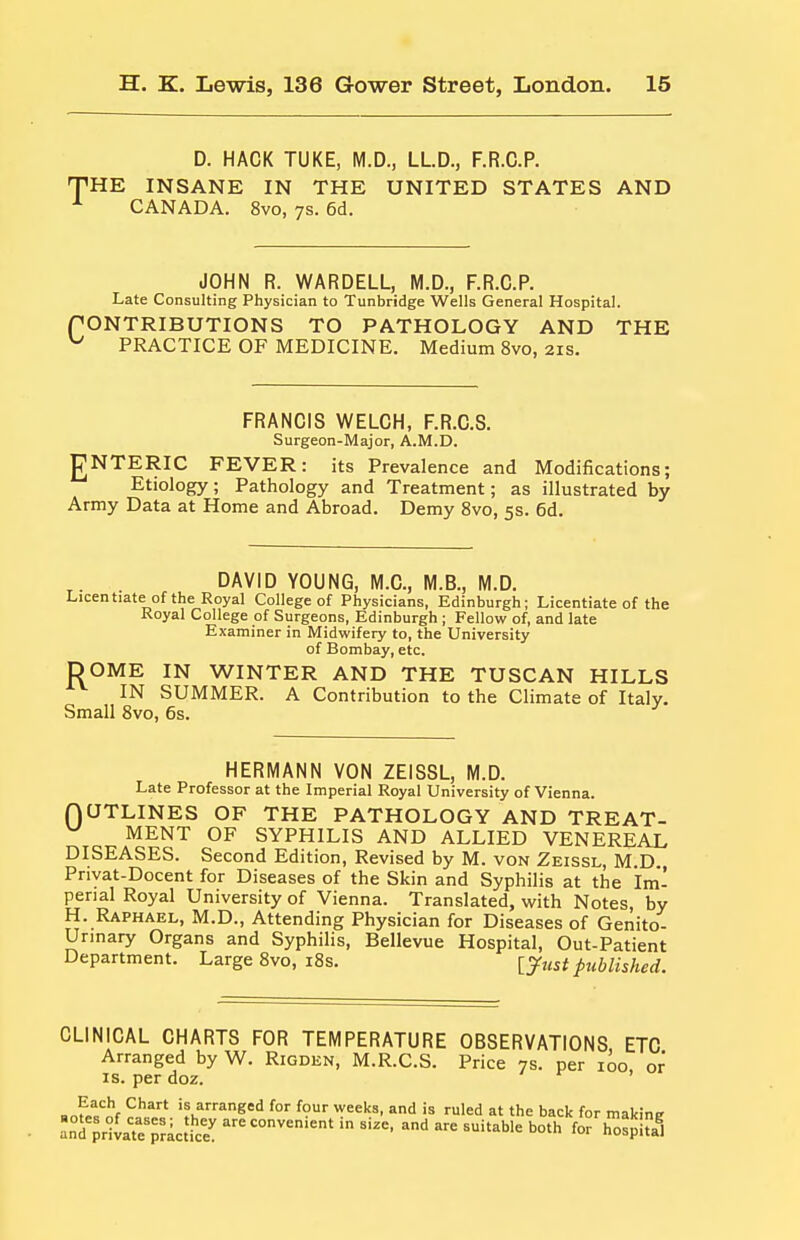 H. K. Lewis, 136 Gower Street, London. 15
D. HACK TUKE, M.D., LL.D., F.R.C.P.
THE INSANE IN THE UNITED STATES AND
CANADA. 8vo, 7s. 6d.
JOHN R. WARDELL, M.D., F.R.C.P.
Late Consulting Physician to Tunbridge Wells General Hospital.
CONTRIBUTIONS TO PATHOLOGY AND THE
PRACTICE OF MEDICINE. Medium 8vo, 21s.
FRANCIS WELCH, F.R.C.S.
Surgeon-Major, A.M.D.
ENTERIC FEVER: its Prevalence and Modifications;
Etiology; Pathology and Treatment; as illustrated by
Army Data at Home and Abroad. Demy 8vo, 5s. 6d.
DAVID YOUNG, M.C., M.B., M.D.
Licentiate of the Royal College of Physicians, Edinburgh; Licentiate of the
Royal College of Surgeons, Edinburgh; Fellow of, and late
Examiner in Midwifery to, the University
of Bombay, etc.
ROME IN WINTER AND THE TUSCAN HILLS
IN SUMMER. A Contribution to the Climate of Italy.
Small 8vo, 6s.
HERMANN VON ZEISSL, M.D.
Late Professor at the Imperial Royal University of Vienna.
OUTLINES OF THE PATHOLOGY AND TREAT-
MENT OF SYPHILIS AND ALLIED VENEREAL
DISEASES. Second Edition, Revised by M. VON ZEISSL, M.D.,
Privat-Docent for Diseases of the Skin and Syphilis at the Im-
perial Royal University of Vienna. Translated, with Notes, by
H. RAPHAEL, M.D., Attending Physician for Diseases of Genito-
Urinary Organs and Syphilis, Bellevue Hospital, Out-Patient
Department. Large 8vo, 18s. [Just published.
CLINICAL CHARTS FOR TEMPERATURE OBSERVATIONS, ETC.
Arranged by W. RIGDEN, M.R.C.S. Price 7s. per 100, or
1s. per doz.
Each Chart is arranged for four weeks, and is ruled at the back for making
notes of cases; they are convenient in size, and are suitable both for hospital
and private practice.